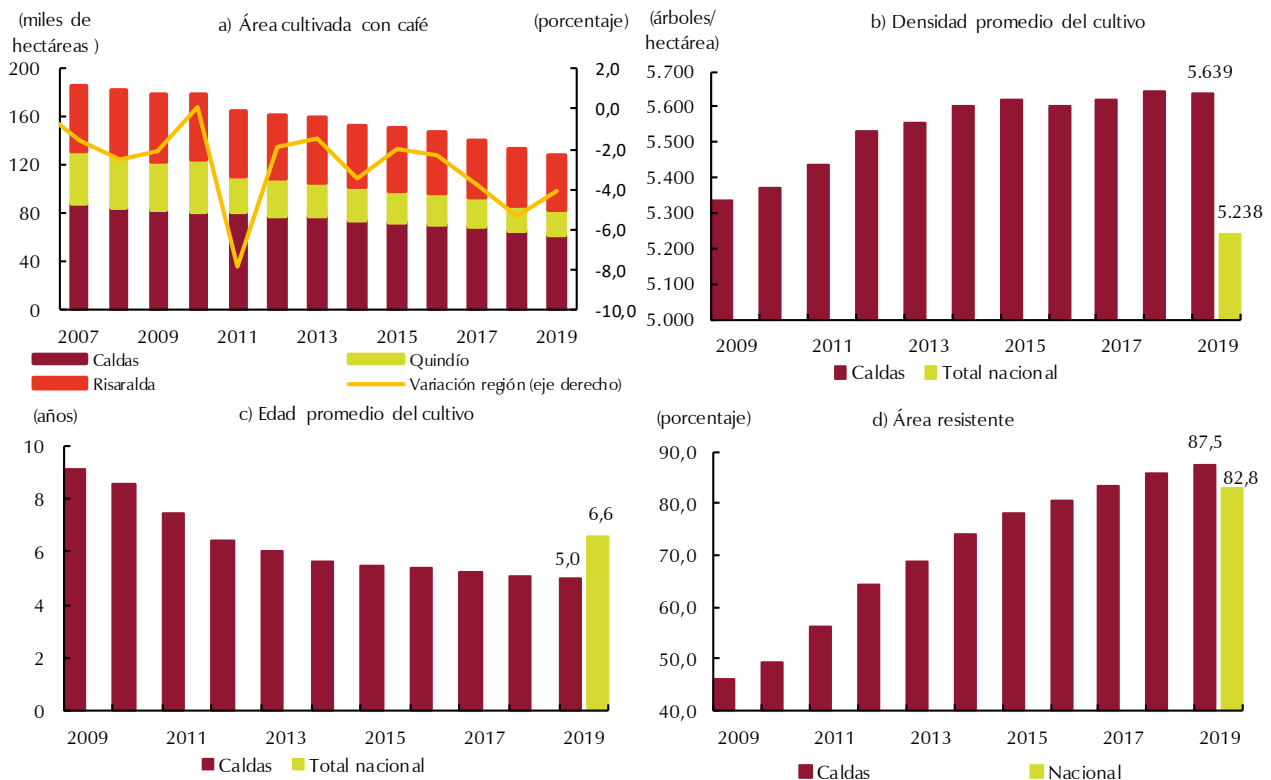 a) Área cultivada con café
(miles de
hectáreas )
(porcentaje)
200
160
120
80
40
0
2,0
0,0
-2,0
-4,0
-6,0
-8,0
-10,0
2007 2009 2011 2013 2015 2017 2019
Caldas
Quindío
Risaralda
Variación región (eje derecho)
b) Densidad promedio del cultivo
(árboles/
hectárea)
5.700
5.600
5.500
5.400
5.300
5.200
5.100
5.000
5.639
5.238
2009 2011 2013 2015 2017 2019
Caldas Total nacional
c) Edad promedio del cultivo
(años)
10
8
6
4
2
0
5,0
6,6
2009 2011 2013 2015 2017 2019
Caldas Total nacional
d) Área resistente
(porcentaje)
90,0
80,0
70,0
60,0
50,0
40,0
87,5
82,8
2009 2011 2013 2015 2017 2019
Caldas Nacional